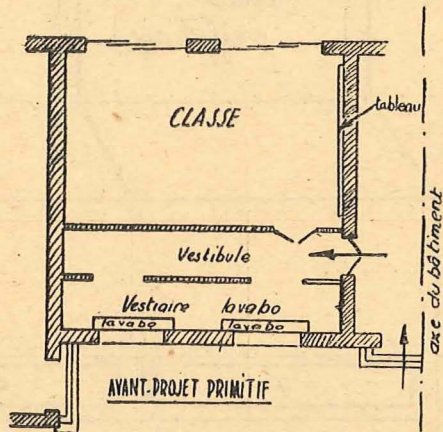 CLASSE
tableau
Vestibule
Vestiaire lavabo
lavabo lavabo
axe du bâtiment
AVANT-PROJET PRIMITIF